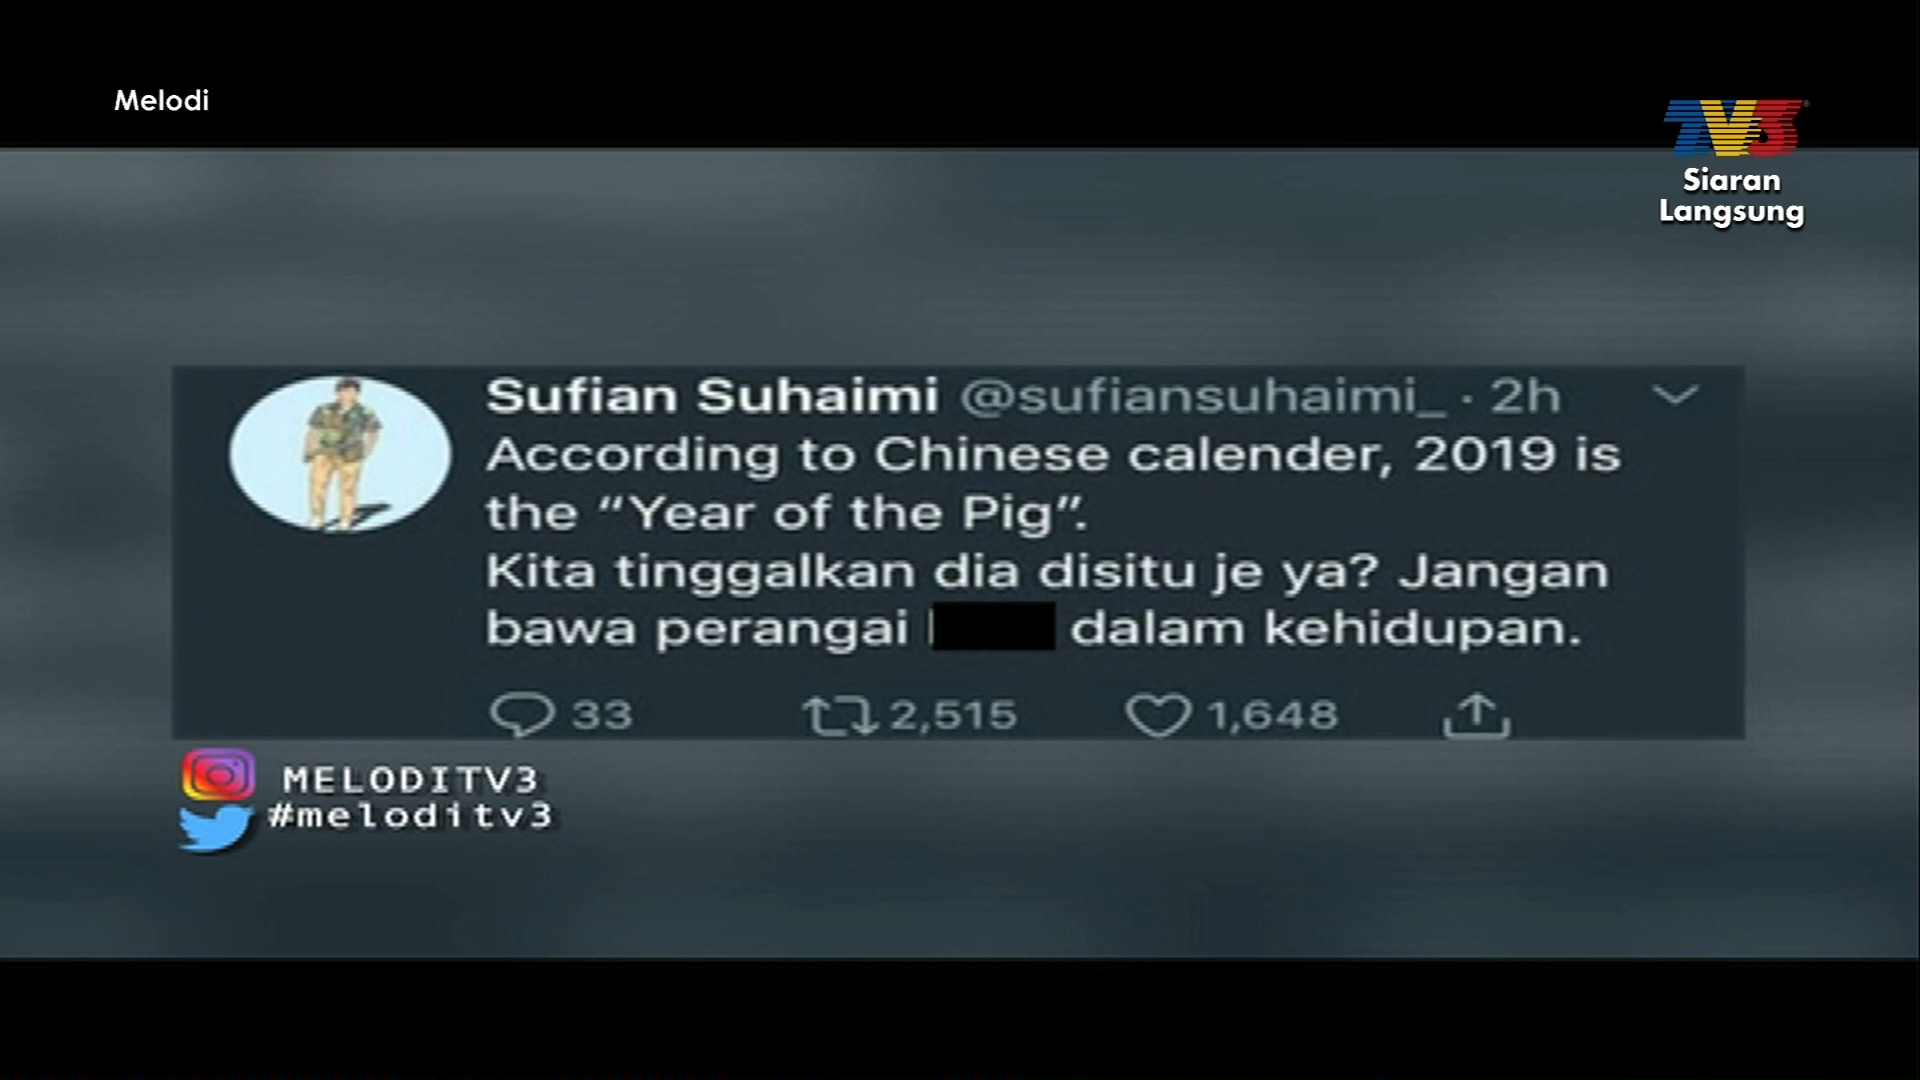 Melodi
TV3
Siaran
Langsung
Sufian Suhaimi @sufiansuhaimi_ · 2h
According to Chinese calender, 2019 is
the “Year of the Pig”.
Kita tinggalkan dia disitu je ya? Jangan
bawa perangai dalam kehidupan.
33 2,515 1,648
MELODITV3
#meloditv3